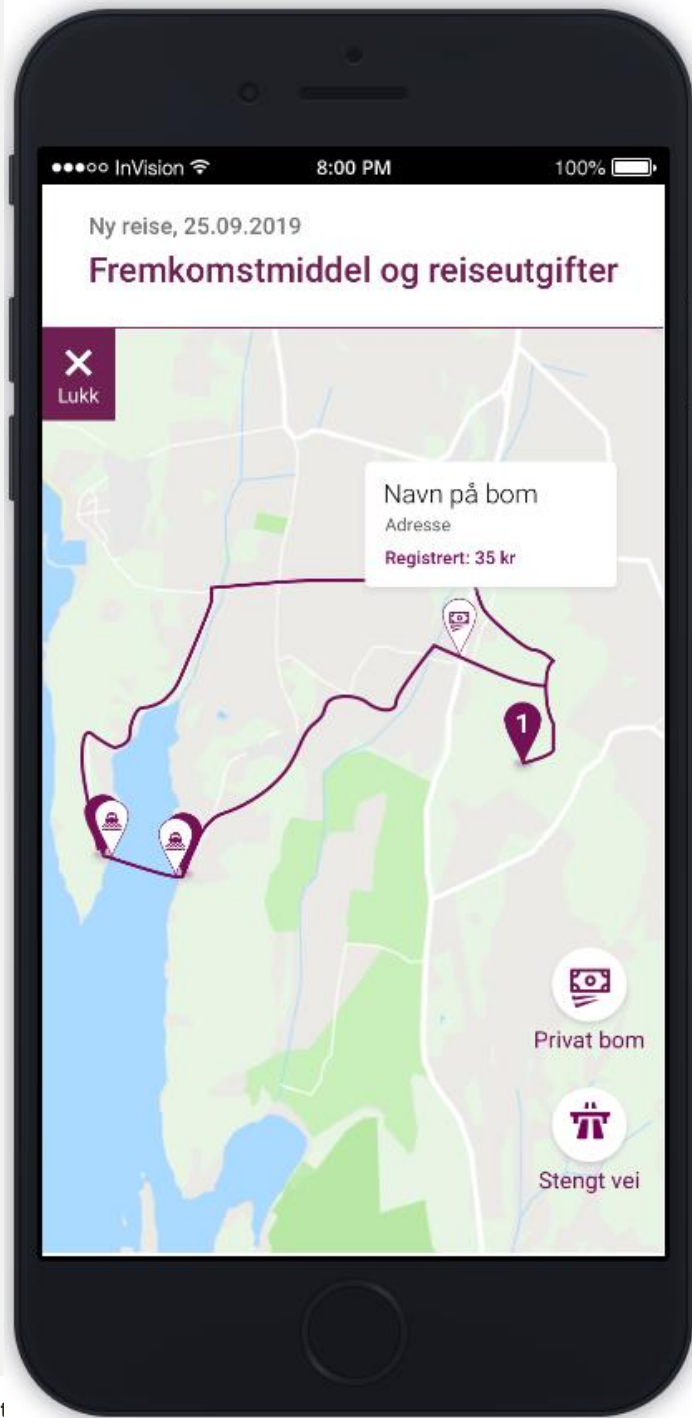 InVision 8:00 PM 100%
Ny reise, 25.09.2019
Fremkomstmiddel og reiseutgifter
Lukk
Navn på bom
Adresse
Registrert: 35 kr
1
Privat bom
Stengt vei